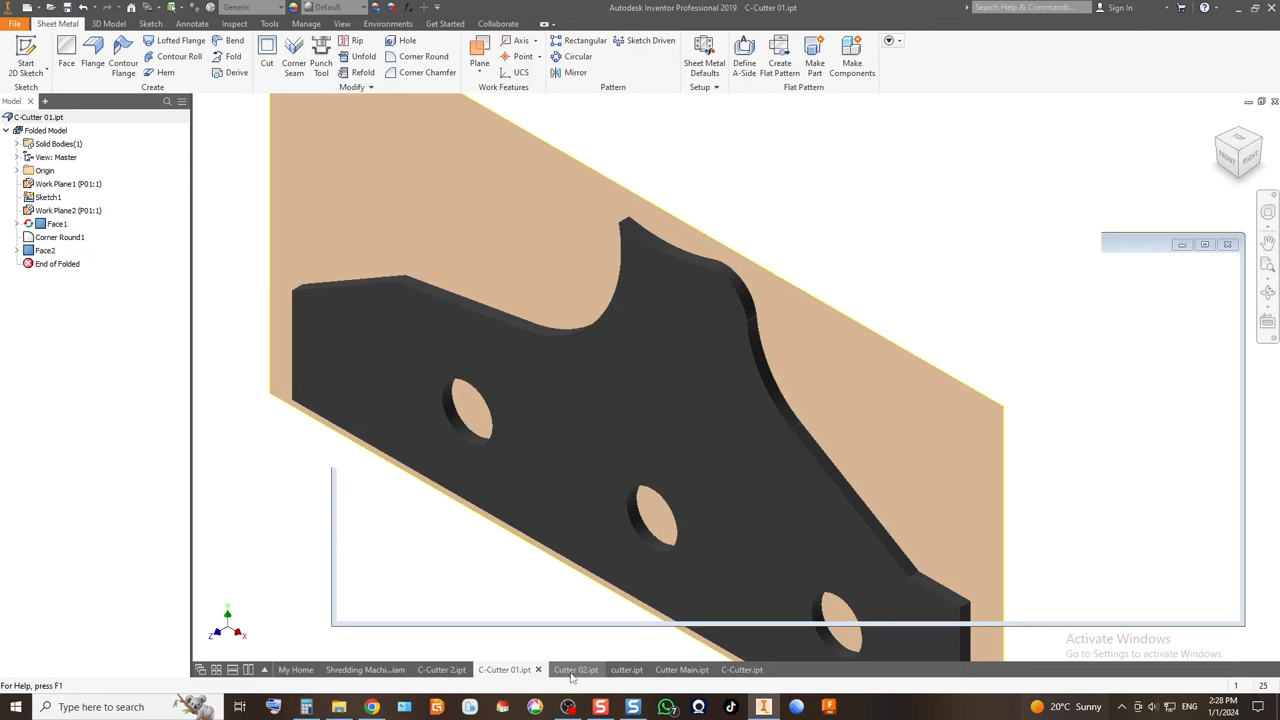 Generic
Default
Autodesk Inventor Professional 2019 C-Cutter 01.ipt
Search Help & Commands...
Sign In
File
Sheet Metal
3D Model
Sketch
Annotate
Inspect
Tools
Manage
View
Environments
Get Started
Collaborate
Start
2D Sketch
Face
Flange
Contour
Flange
Lofted Flange
Contour Roll
Hem
Bend
Fold
Derive
Cut
Corner
Seam
Punch
Tool
Rip
Unfold
Refold
Hole
Corner Round
Corner Chamfer
Plane
Axis
Point
UCS
Rectangular
Circular
Mirror
Sketch Driven
Sheet Metal
Defaults
Define
A-Side
Create
Flat Pattern
Make
Part
Make
Components
Sketch
Create
Modify
Work Features
Pattern
Setup
Flat Pattern
Model
C-Cutter 01.ipt
Folded Model
Solid Bodies(1)
View: Master
Origin
Work Plane1 (P01:1)
Sketch1
Work Plane2 (P01:1)
Face1
Corner Round1
Face2
End of Folded
TOP
FRONT
RIGHT
Y
Z
X
Activate Windows
Go to Settings to activate Windows.
My Home
Shredding Machi...iam
C-Cutter 2.ipt
C-Cutter 01.ipt
Cutter 02.ipt
cutter.ipt
Cutter Main.ipt
C-Cutter.ipt
For Help, press F1
1
25
Type here to search
7
20°C Sunny
2:28 PM
1/1/2024